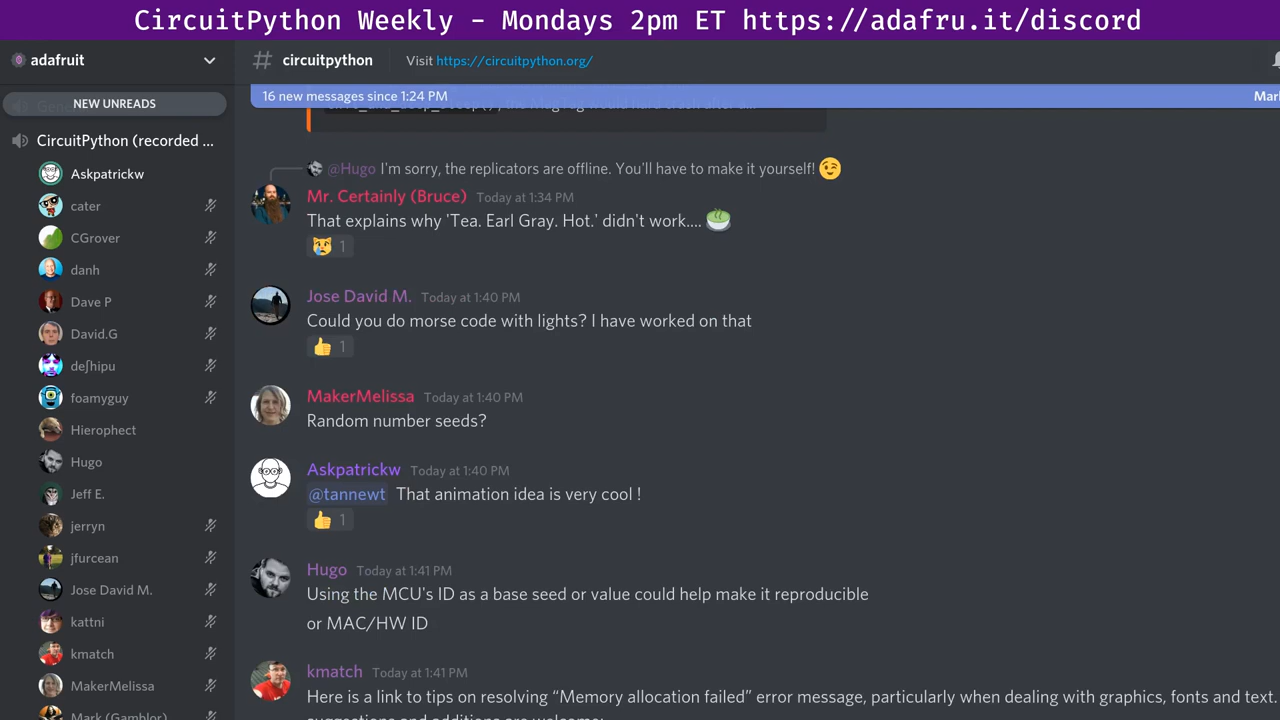 CircuitPython Weekly - Mondays 2pm ET https://adafru.it/discord
adafruit
NEW UNREADS
CircuitPython (recorded ...
Askpatrickw
cater
CGrover
danh
Dave P
David.G
deʃhipu
foamyguy
Hierophect
Hugo
Jeff E.
jerryn
jfurcean
Jose David M.
kattni
kmatch
MakerMelissa
Mark (Gamblor)
# circuitpython
Visit https://circuitpython.org/
16 new messages since 1:24 PM
Mar
@Hugo I'm sorry, the replicators are offline. You'll have to make it yourself! 😉
Mr. Certainly (Bruce) Today at 1:34 PM
That explains why 'Tea. Earl Gray. Hot.' didn't work.... 🍵
😿 1
Jose David M. Today at 1:40 PM
Could you do morse code with lights? I have worked on that
👍 1
MakerMelissa Today at 1:40 PM
Random number seeds?
Askpatrickw Today at 1:40 PM
@tannewt That animation idea is very cool !
👍 1
Hugo Today at 1:41 PM
Using the MCU's ID as a base seed or value could help make it reproducible
or MAC/HW ID
kmatch Today at 1:41 PM
Here is a link to tips on resolving “Memory allocation failed” error message, particularly when dealing with graphics, fonts and text.
suggestions and additions are welcome: